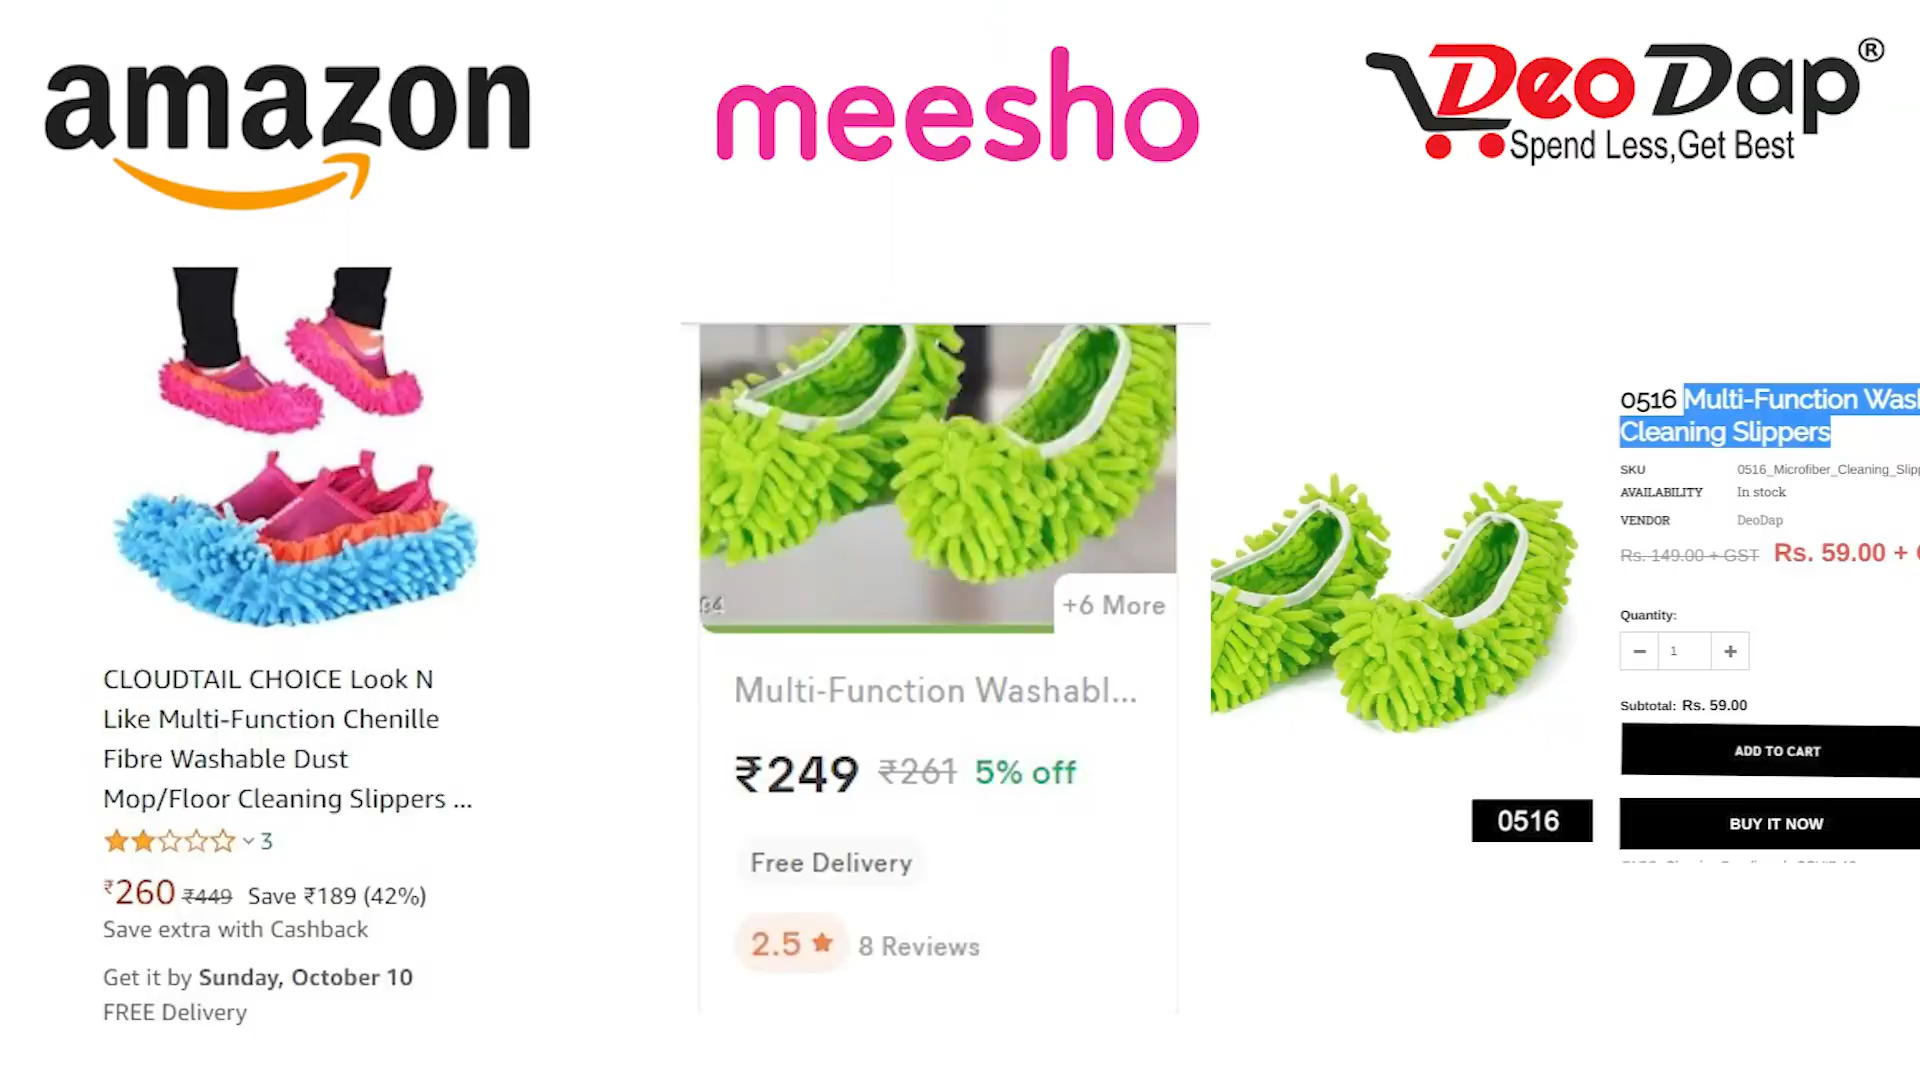 amazon
meesho
DeoDap®
Spend Less,Get Best
CLOUDTAIL CHOICE Look N
Like Multi-Function Chenille
Fibre Washable Dust
Mop/Floor Cleaning Slippers ...
3
₹260 ₹449 Save ₹189 (42%)
Save extra with Cashback
Get it by Sunday, October 10
FREE Delivery
+6 More
Multi-Function Washabl...
₹249 ₹261 5% off
Free Delivery
2.5 ★ 8 Reviews
0516
0516 Multi-Function Wash
Cleaning Slippers
SKU 0516_Microfiber_Cleaning_Slipp
AVAILABILITY In stock
VENDOR DeoDap
Rs. 149.00 + GST Rs. 59.00 +
Quantity:
− 1 +
Subtotal: Rs. 59.00
ADD TO CART
BUY IT NOW